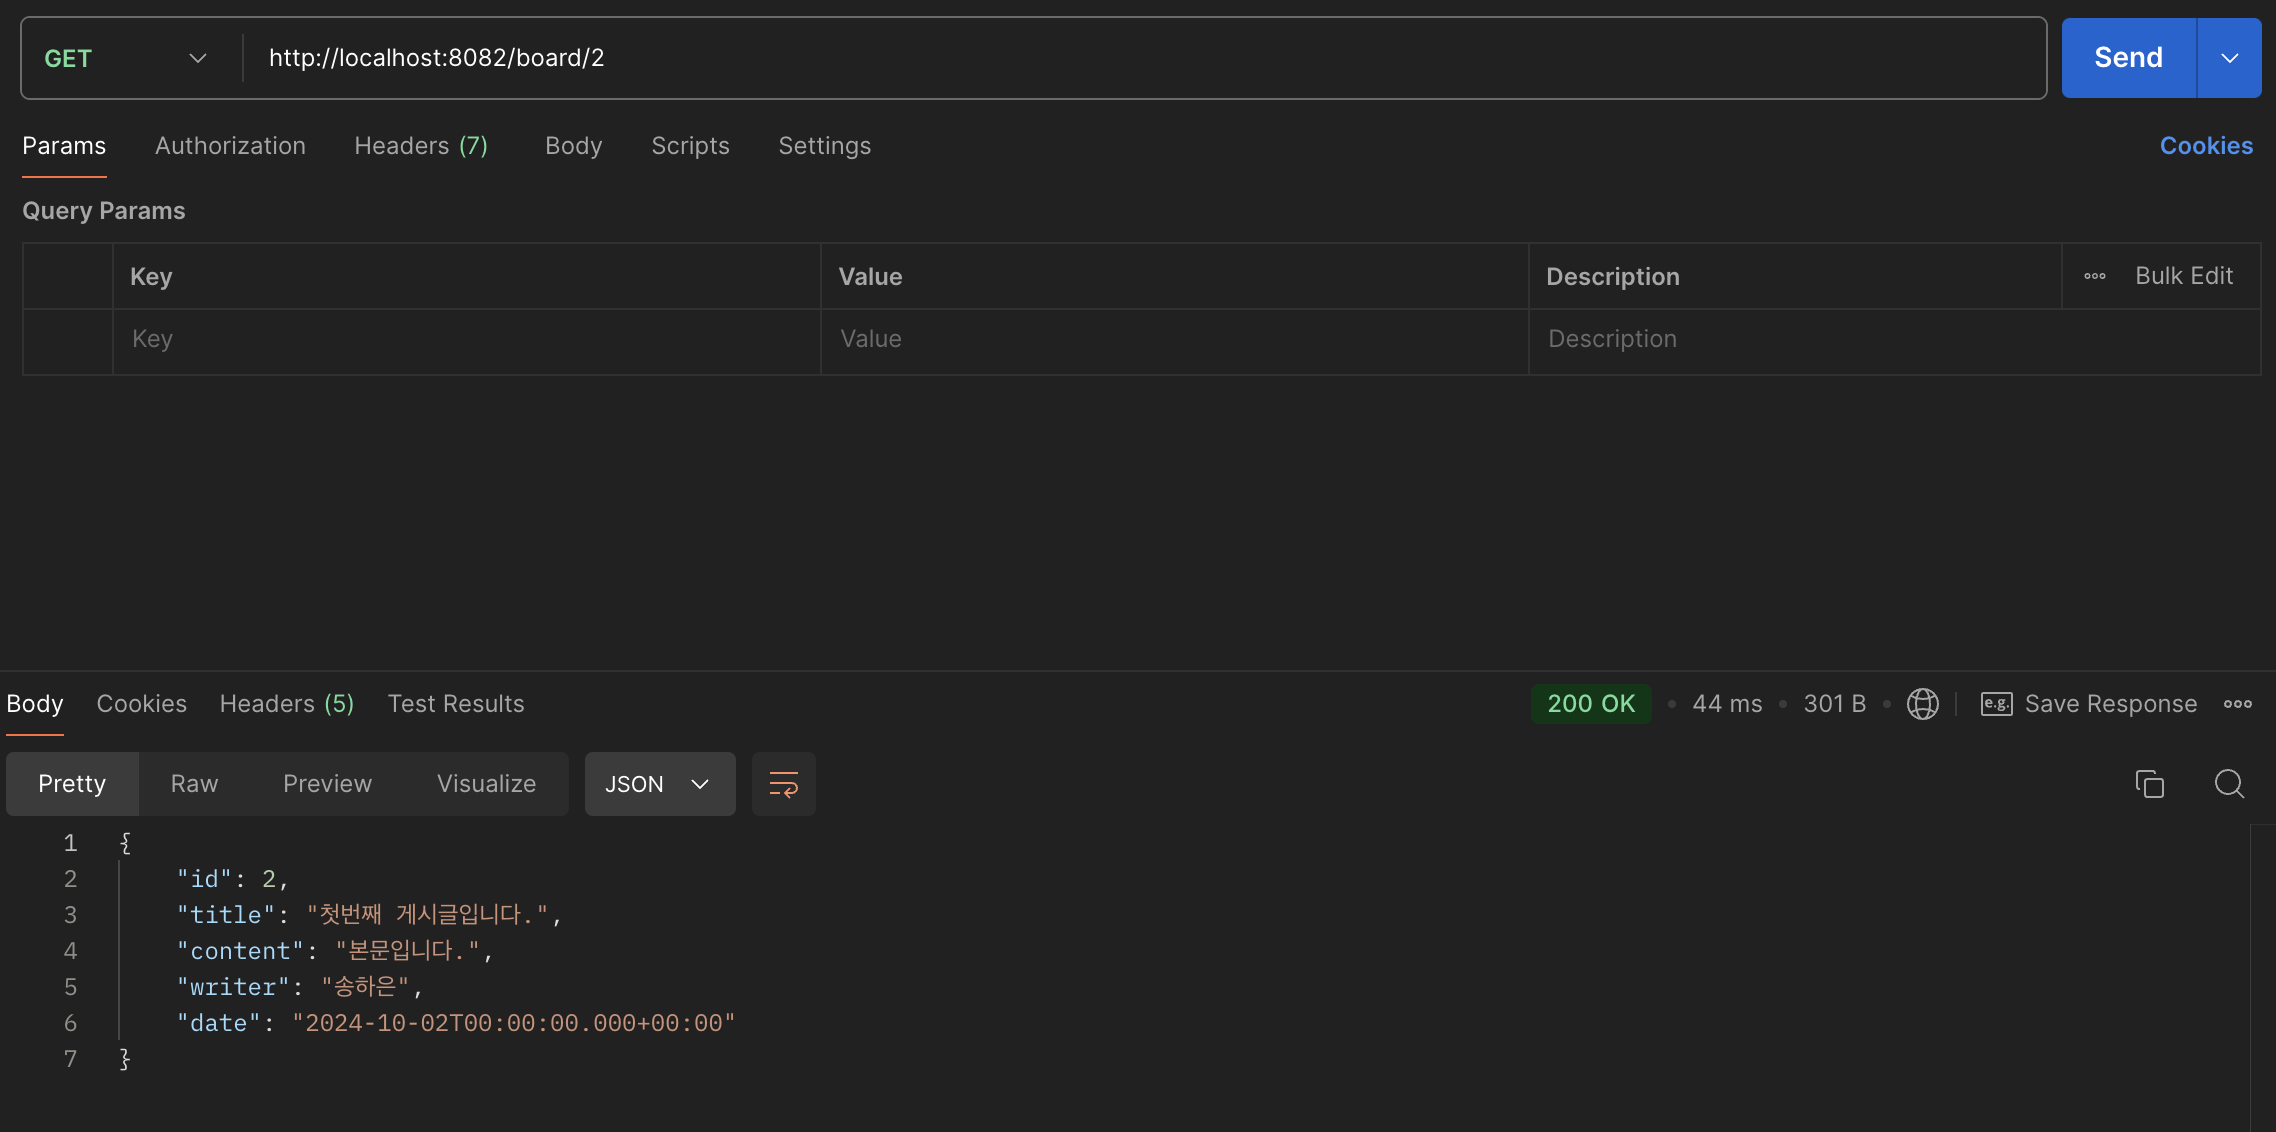 GET http://localhost:8082/board/2 Send
Params Authorization Headers (7) Body Scripts Settings Cookies
Query Params
Key Value Description Bulk Edit
Key Value Description
Body Cookies Headers (5) Test Results 200 OK 44 ms 301 B e.g. Save Response
Pretty Raw Preview Visualize JSON
1 {
2 "id": 2,
3 "title": "첫번째 게시글입니다.",
4 "content": "본문입니다.",
5 "writer": "송하은",
6 "date": "2024-10-02T00:00:00.000+00:00"
7 }